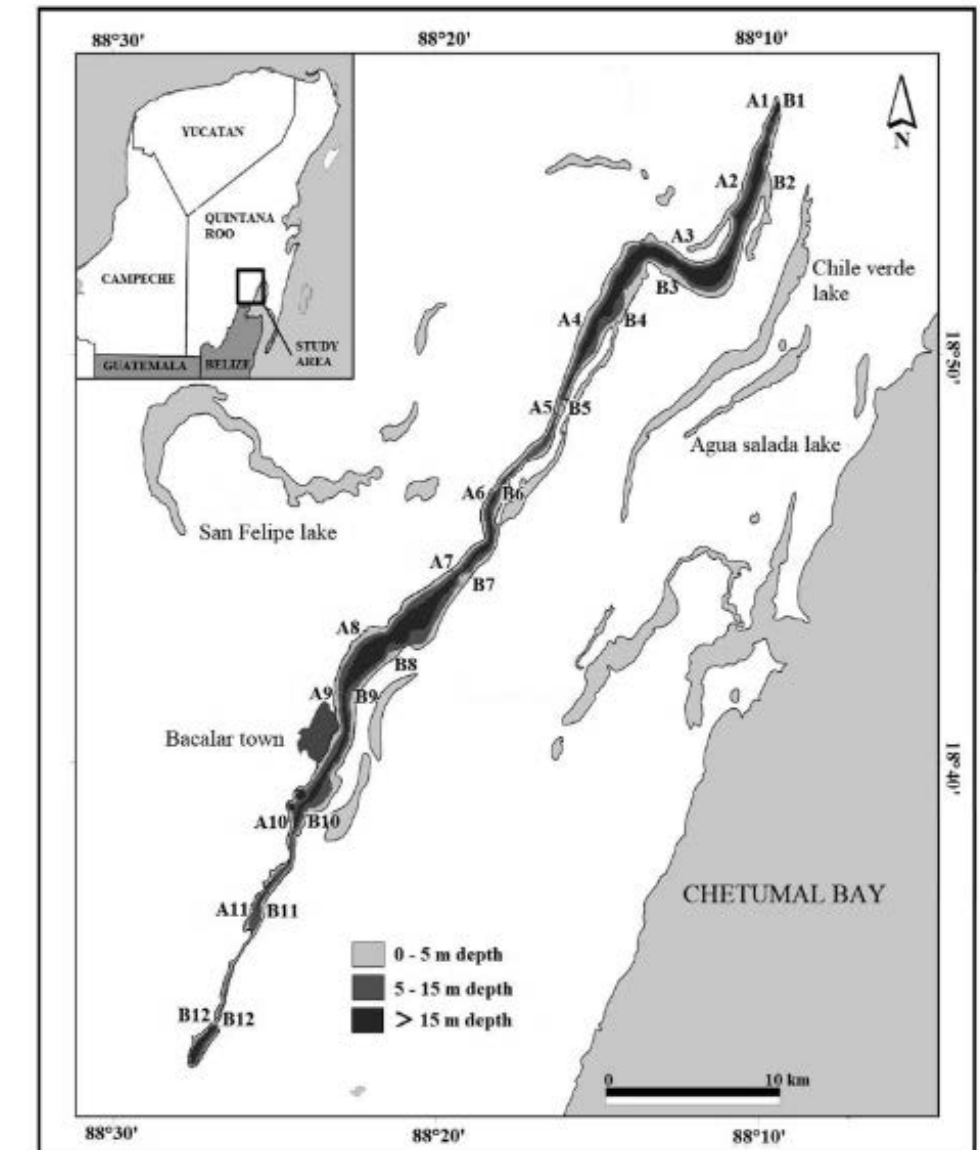 88°30'
88°20'
88°10'
YUCATAN
QUINTANA
ROO
CAMPECHE
STUDY
AREA
GUATEMALA
BELIZE
N
A1 B1
A2 B2
A3
B3
Chile verde
lake
A4 B4
18°50'
A5 B5
Agua salada lake
A6 B6
San Felipe lake
A7
B7
A8
B8
A9 B9
Bacalar town
18°40'
A10 B10
CHETUMAL BAY
A11 B11
0 - 5 m depth
5 - 15 m depth
> 15 m depth
B12 B12
0 10 km
88°30'
88°20'
88°10'